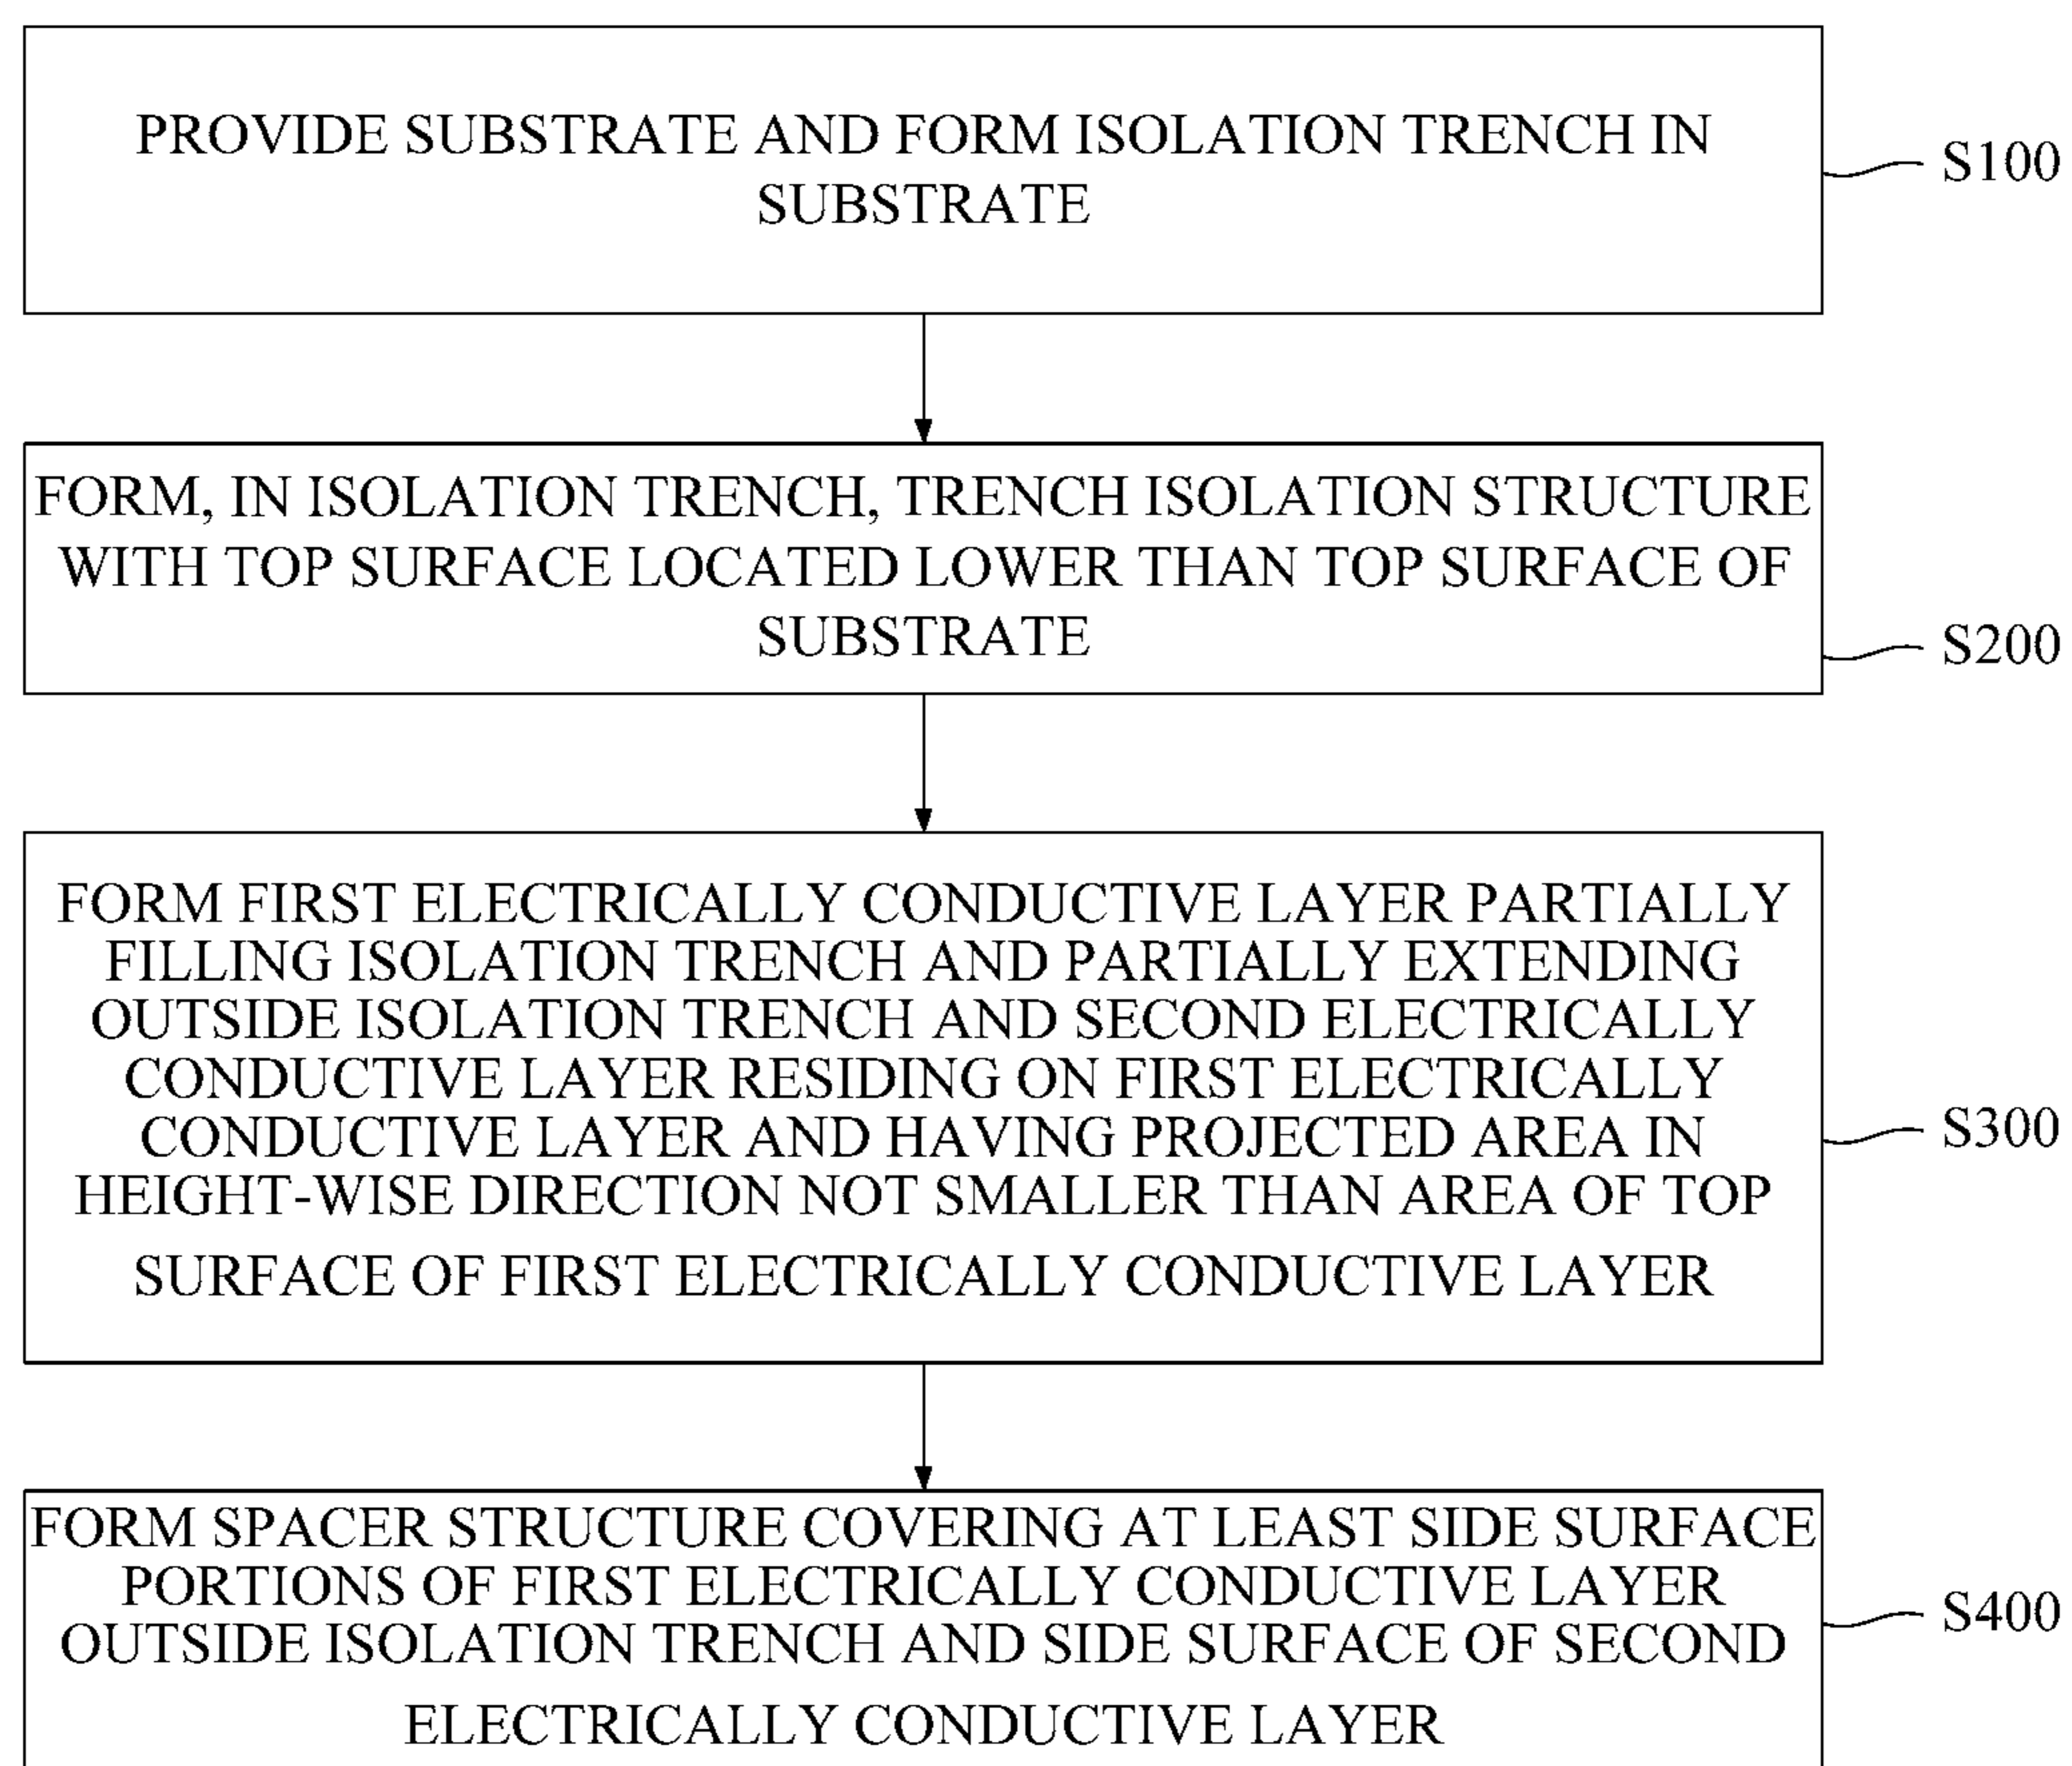 PROVIDE SUBSTRATE AND FORM ISOLATION TRENCH IN
SUBSTRATE
S100
FORM, IN ISOLATION TRENCH, TRENCH ISOLATION STRUCTURE
WITH TOP SURFACE LOCATED LOWER THAN TOP SURFACE OF
SUBSTRATE
S200
FORM FIRST ELECTRICALLY CONDUCTIVE LAYER PARTIALLY
FILLING ISOLATION TRENCH AND PARTIALLY EXTENDING
OUTSIDE ISOLATION TRENCH AND SECOND ELECTRICALLY
CONDUCTIVE LAYER RESIDING ON FIRST ELECTRICALLY
CONDUCTIVE LAYER AND HAVING PROJECTED AREA IN
HEIGHT-WISE DIRECTION NOT SMALLER THAN AREA OF TOP
SURFACE OF FIRST ELECTRICALLY CONDUCTIVE LAYER
S300
FORM SPACER STRUCTURE COVERING AT LEAST SIDE SURFACE
PORTIONS OF FIRST ELECTRICALLY CONDUCTIVE LAYER
OUTSIDE ISOLATION TRENCH AND SIDE SURFACE OF SECOND
ELECTRICALLY CONDUCTIVE LAYER
S400